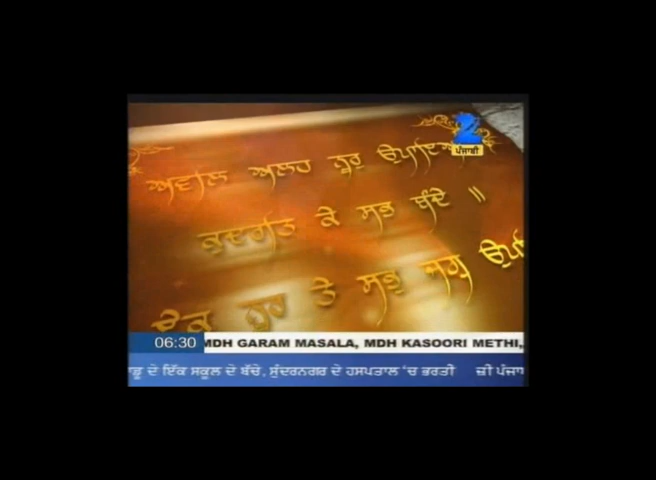 ਪੰਜਾਬੀ
ਅਵਲਿ ਅਲਹ ਨੂਰੁ ਉਪਾਇਆ
ਕੁਦਰਤਿ ਕੇ ਸਭ ਬੰਦੇ ॥
ਏਕ ਨੂਰ ਤੇ ਸਭੁ ਜਗੁ ਉਪ
06:30 MDH GARAM MASALA, MDH KASOORI METHI,
ਦੇ ਇੱਕ ਸਕੂਲ ਦੇ ਬੱਚੇ, ਸੁੰਦਰਨਗਰ ਦੇ ਹਸਪਤਾਲ 'ਚ ਭਰਤੀ ਜ਼ੀ ਪੰਜਾ